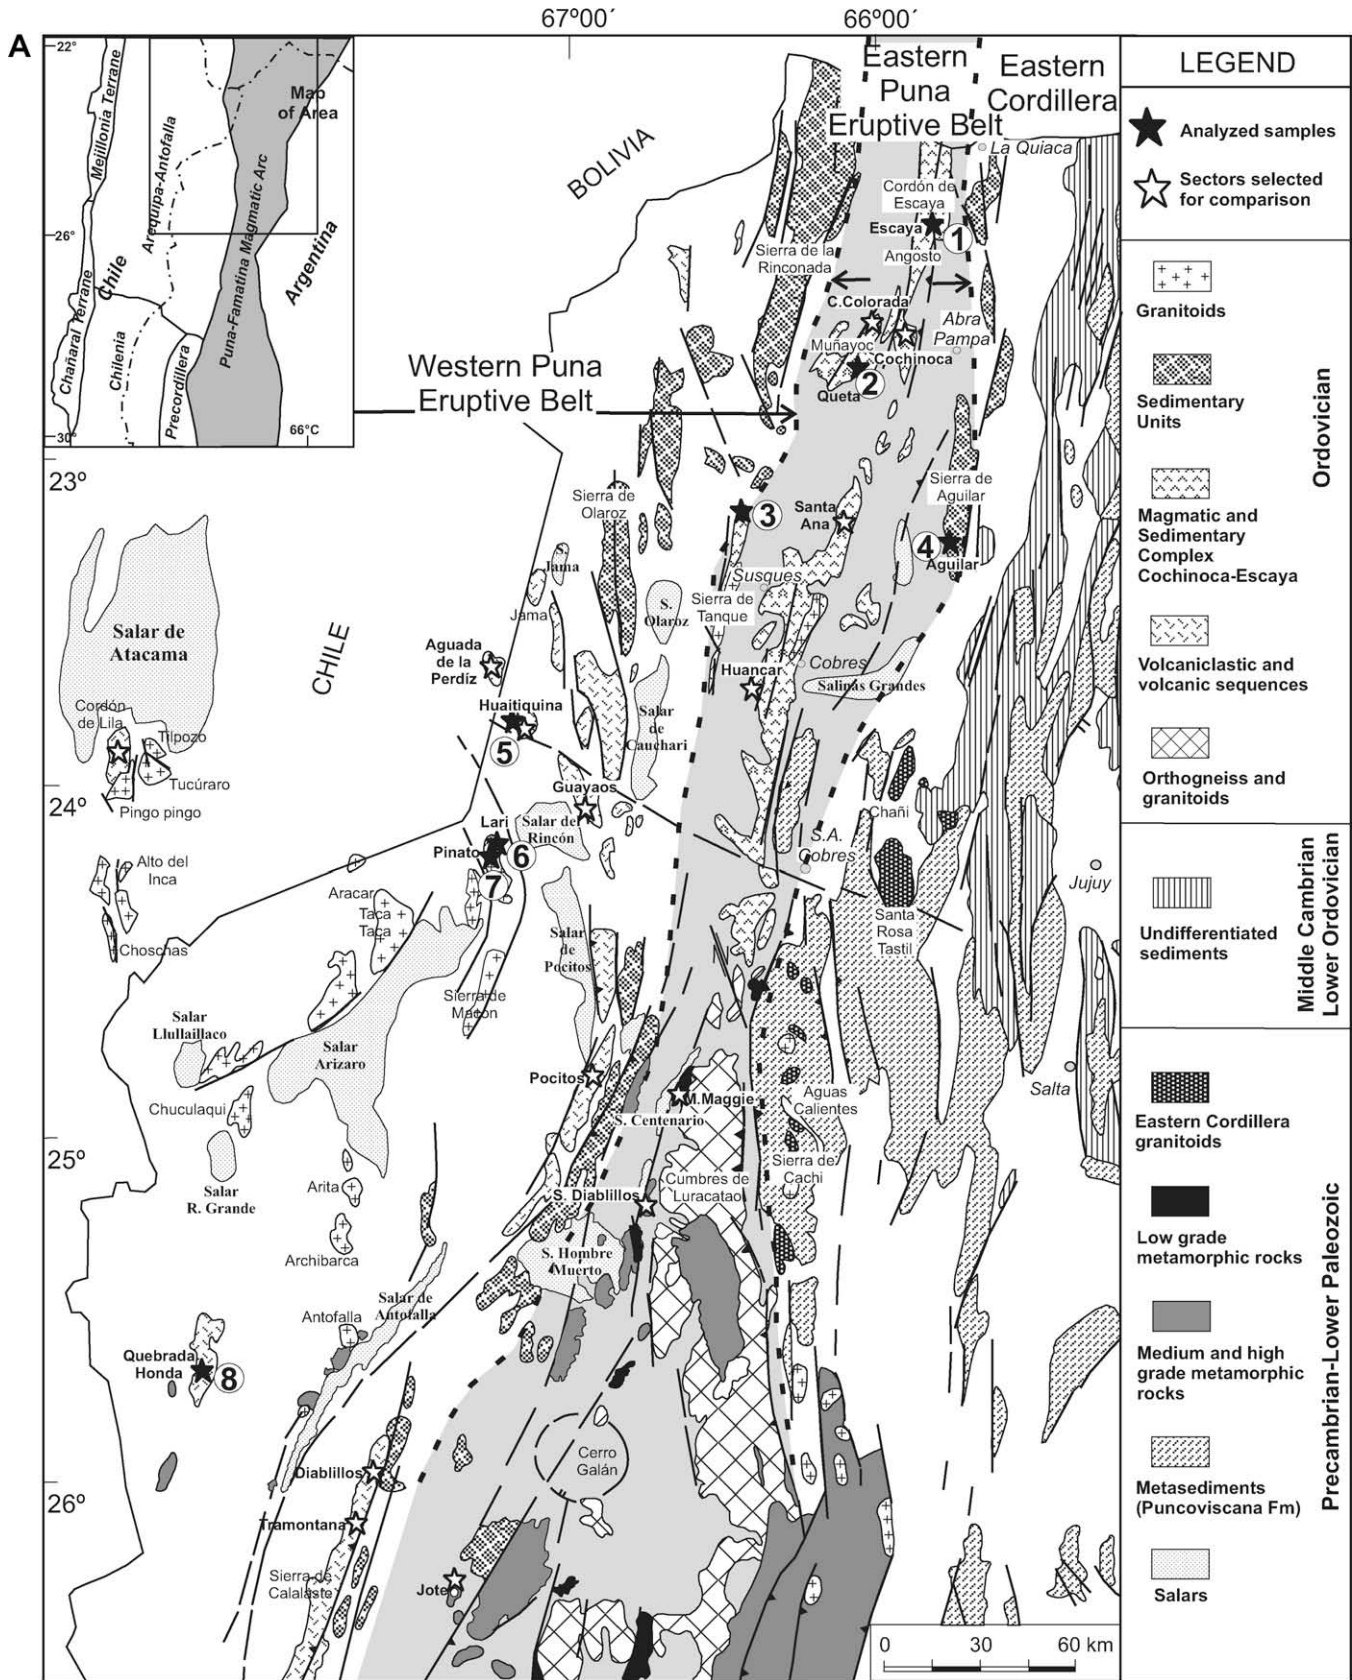 A
67°00´
66°00´
22°
26°
30°
66°C
Mejillonia Terrane
Chañaral Terrane
Arequipa-Antofalla
Chile
Chilenia
Precordillera
Puna-Famatina Magmatic Arc
Argentina
Map
of Area
Eastern
Puna
Eruptive Belt
Eastern
Cordillera
BOLIVIA
La Quiaca
Cordón de
Escaya
Escaya
1
Angosto
Sierra de la
Rinconada
C.Colorada
Abra
Pampa
Muñayoc
Cochinoca
2
Queta
Western Puna
Eruptive Belt
23º
Sierra de
Olaroz
3
Santa
Ana
Sierra de
Aguilar
4
Aguilar
Jama
Jama
Susques
S.
Olaroz
Sierra de
Tanque
Salar de
Atacama
CHILE
Aguada
de la
Perdíz
Huancar
Cobres
Salinas Grandes
Cordón
de Lila
Tilpozo
Huaitiquina
5
Salar
de
Cauchari
Tucúraro
Pingo pingo
24º
Guayaos
Chañi
Lari
Salar del
Rincón
Pinato
6
7
S.A.
Cobres
Jujuy
Alto del
Inca
Aracar
Taca
Taca
Choschas
Salar
de
Pocitos
Santa
Rosa
Tastil
Sierra de
Macón
Salar
Llullaillaco
Salar
Arizaro
Pocitos
Salta
Chuculaqui
M.Maggie
Aguas
Calientes
S. Centenario
25º
Salar
R. Grande
Arita
Sierra de
Cachi
Cumbres de
Luracatao
S. Diablillos
Archibarca
S. Hombre
Muerto
Salar de
Antofalla
Antofalla
Quebrada
Honda
8
Cerro
Galán
Diablillos
26º
Tramontana
Sierra de
Calalaste
Jote
0 30 60 km
LEGEND
Analyzed samples
Sectors selected
for comparison
Granitoids
Sedimentary
Units
Magmatic and
Sedimentary
Complex
Cochinoca-Escaya
Volcaniclastic and
volcanic sequences
Orthogneiss and
granitoids
Ordovician
Undifferentiated
sediments
Middle Cambrian
Lower Ordovician
Eastern Cordillera
granitoids
Low grade
metamorphic rocks
Medium and high
grade metamorphic
rocks
Metasediments
(Puncoviscana Fm)
Salars
Precambrian-Lower Paleozoic